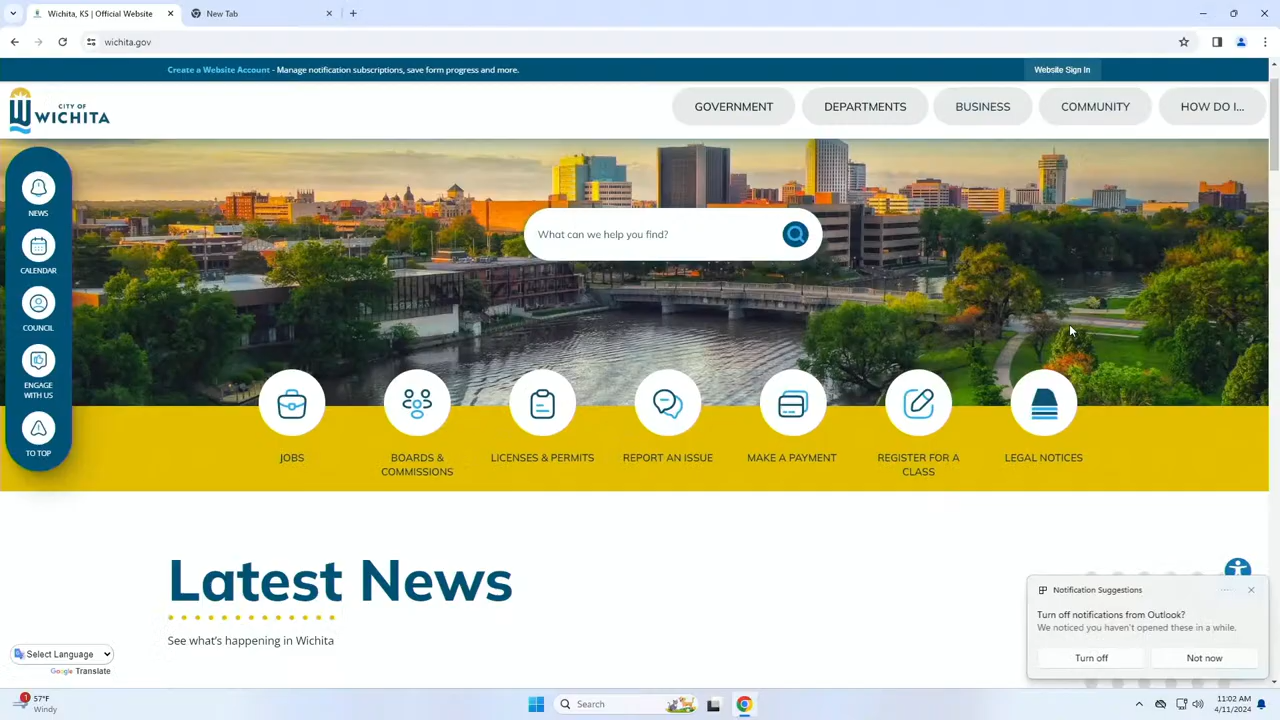 Wichita, KS | Official Website
New Tab
wichita.gov
Create a Website Account - Manage notification subscriptions, save form progress and more.
Website Sign In
CITY OF
WICHITA
GOVERNMENT
DEPARTMENTS
BUSINESS
COMMUNITY
HOW DO I...
NEWS
CALENDAR
COUNCIL
ENGAGE
WITH US
TO TOP
What can we help you find?
JOBS
BOARDS &
COMMISSIONS
LICENSES & PERMITS
REPORT AN ISSUE
MAKE A PAYMENT
REGISTER FOR A
CLASS
LEGAL NOTICES
Latest News
See what's happening in Wichita
Select Language
Google Translate
Notification Suggestions
Turn off notifications from Outlook?
We noticed you haven't opened these in a while.
Turn off
Not now
1
57°F
Windy
Search
11:02 AM
4/11/2024